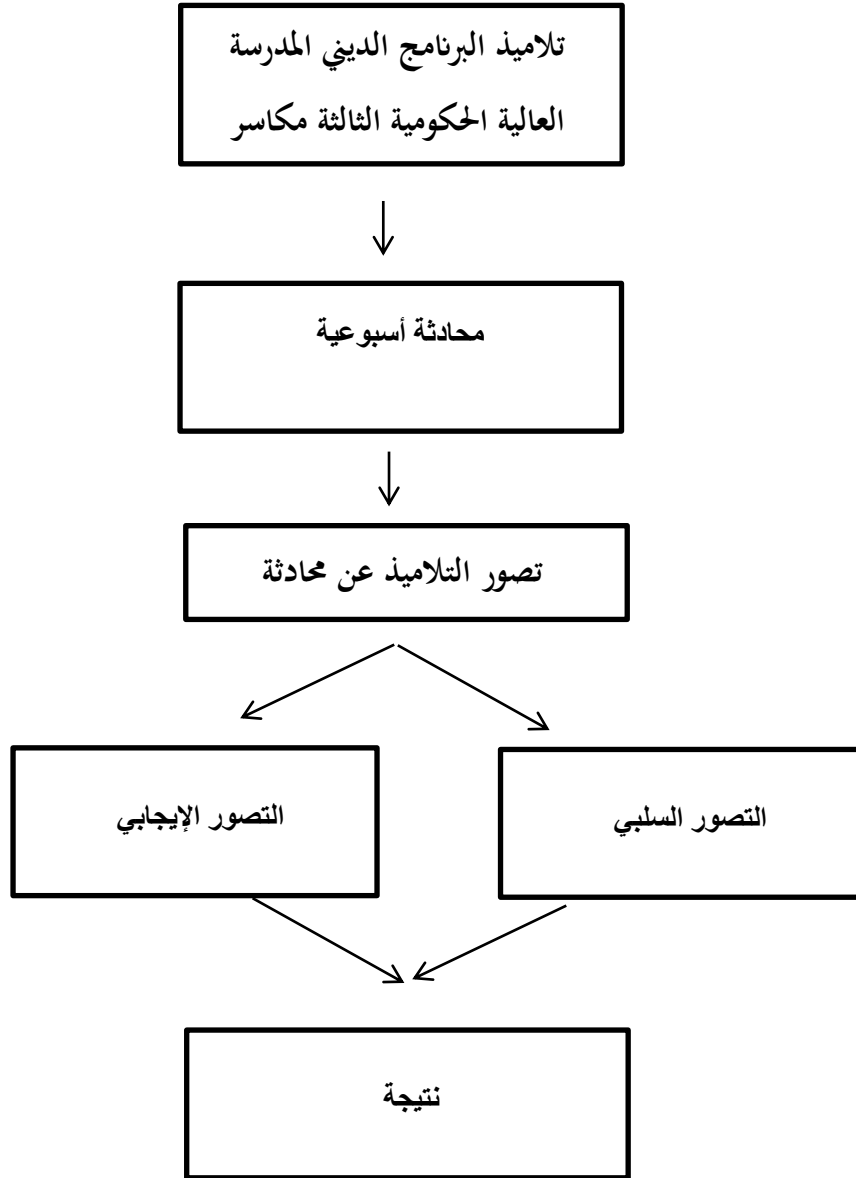 تلاميذ البرنامج الديني المدرسة
العالية الحكومية الثالثة مكاسر
محادثة أسبوعية
تصور التلاميذ عن محادثة
التصور السلبي
التصور الإيجابي
نتيجة